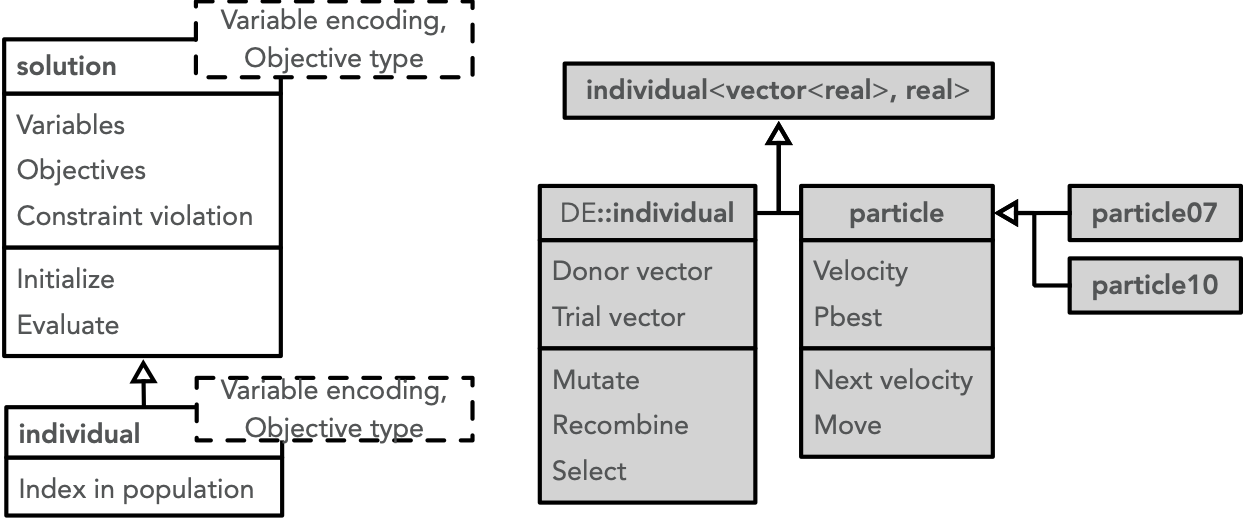 Variable encoding,
Objective type
solution
Variables
Objectives
Constraint violation
Initialize
Evaluate
Variable encoding,
Objective type
individual
Index in population
individual<vector<real>, real>
DE::individual
Donor vector
Trial vector
Mutate
Recombine
Select
particle
Velocity
Pbest
Next velocity
Move
particle07
particle10